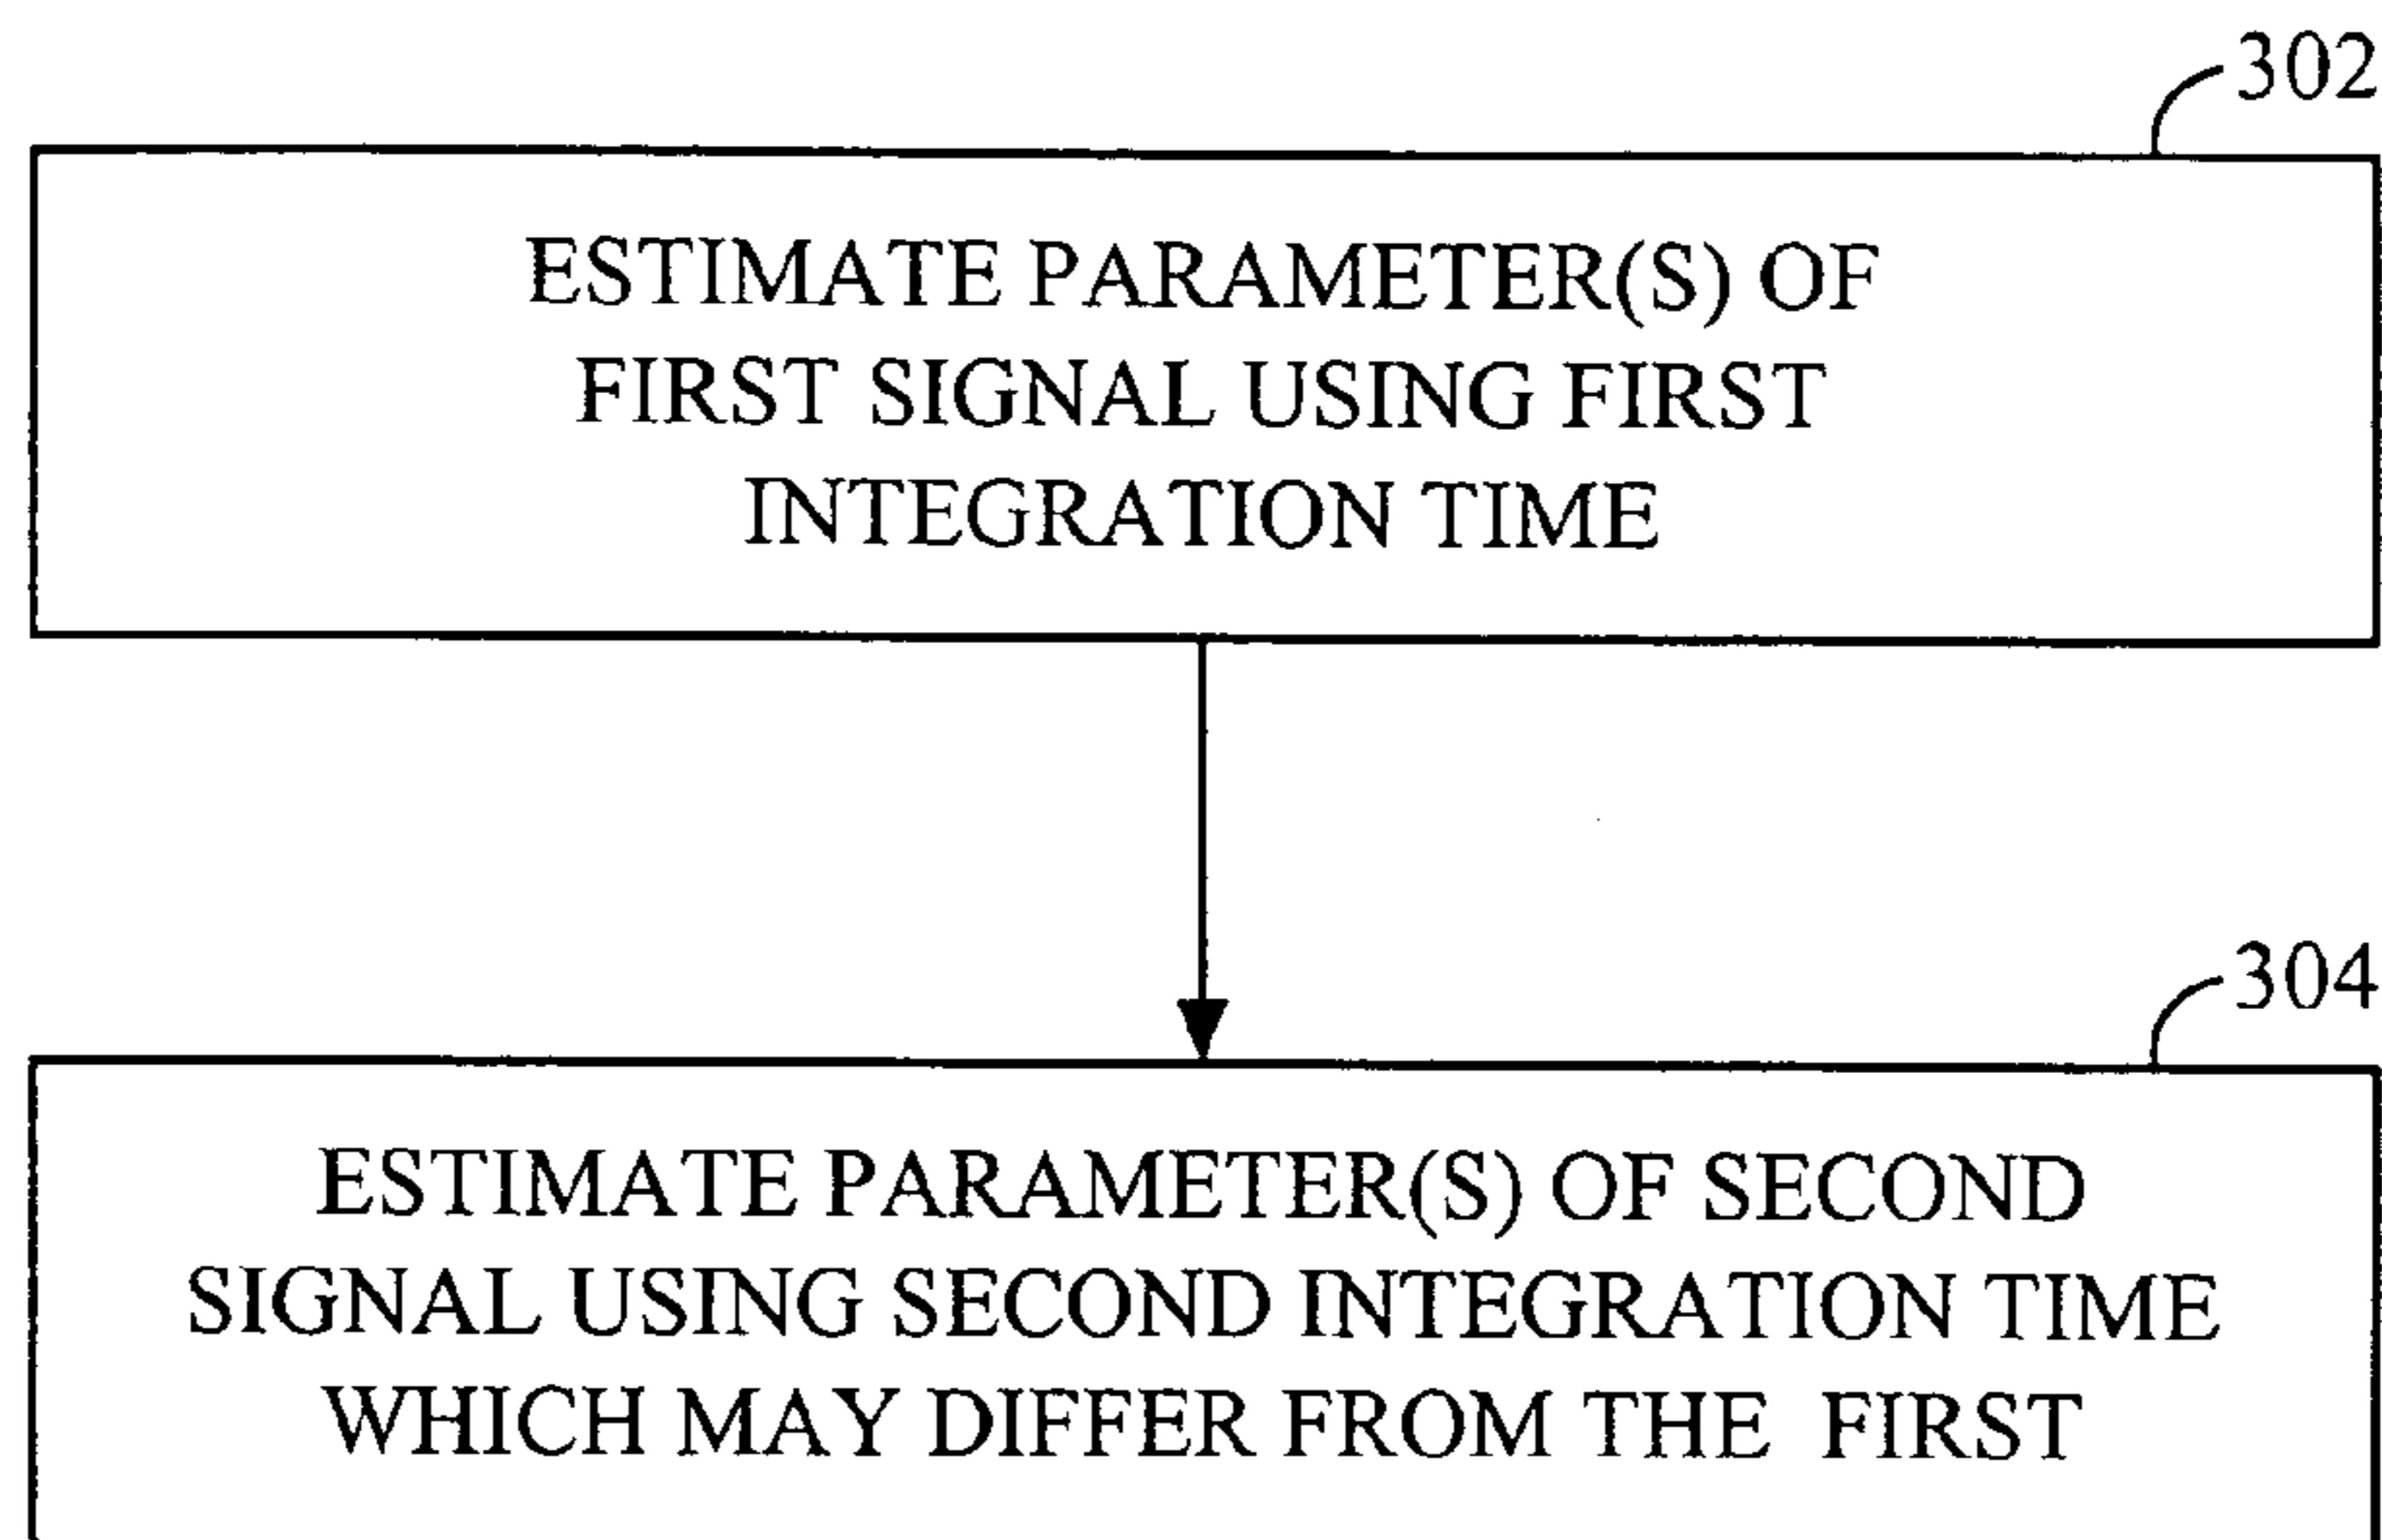 302
ESTIMATE PARAMETER(S) OF
FIRST SIGNAL USING FIRST
INTEGRATION TIME
304
ESTIMATE PARAMETER(S) OF SECOND
SIGNAL USING SECOND INTEGRATION TIME
WHICH MAY DIFFER FROM THE FIRST